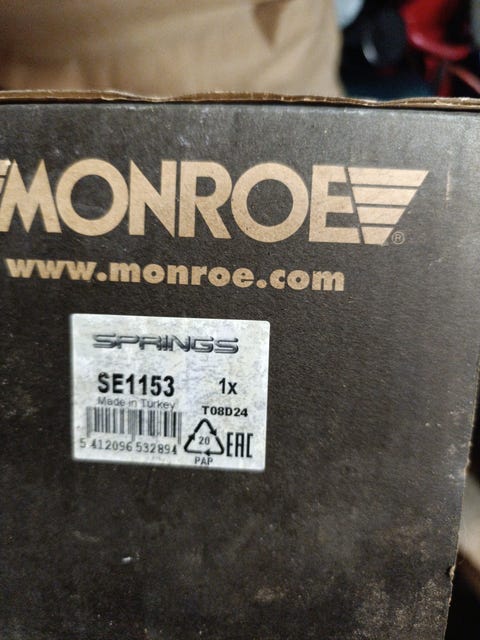 MONROE®
www.monroe.com
SPRINGS
SE1153 1x
Made in Turkey
T08D24
5 412096 532894
20
PAP
EAC